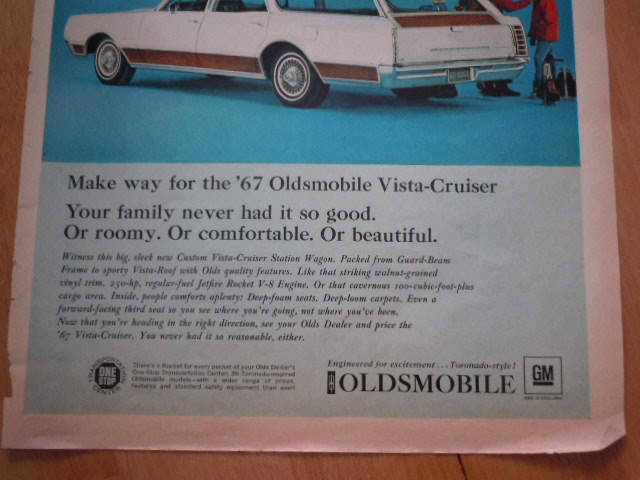 Make way for the '67 Oldsmobile Vista-Cruiser
Your family never had it so good.
Or roomy. Or comfortable. Or beautiful.
Witness this big, sleek new Custom Vista-Cruiser Station Wagon. Packed from Guard-Beam
Frame to sporty Vista-Roof with Olds quality features. Like that striking walnut-grained
vinyl trim. 250-hp, regular-fuel Jetfire Rocket V-8 Engine. Or that cavernous 100-cubic-foot-plus
cargo area. Inside, people comforts aplenty: Deep-foam seats. Deep-loom carpets. Even a
forward-facing third seat so you see where you're going, not where you've been.
Now that you're heading in the right direction, see your Olds Dealer and price the
'67 Vista-Cruiser. You never had it so reasonable, either.
TRANSPORTATION
ONE
STOP
CENTER
There's a Rocket for every pursuit at your Olds Dealer's
One-Stop Transportation Center: 36 Toronado-inspired
Oldsmobile models—with a wider range of prices,
features and standard safety equipment than ever!
Engineered for excitement . . . Toronado-style!
OLDSMOBILE
GM